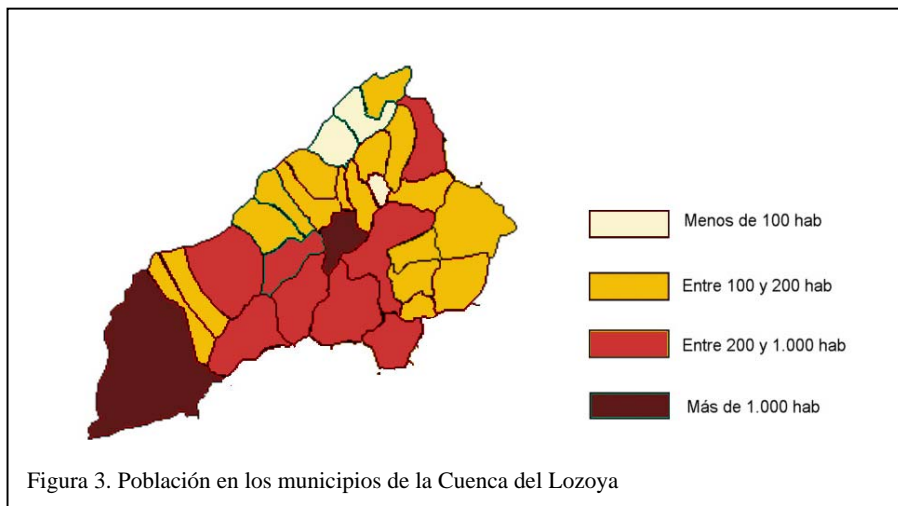 Menos de 100 hab
Entre 100 y 200 hab
Entre 200 y 1.000 hab
Más de 1.000 hab
Figura 3. Población en los municipios de la Cuenca del Lozoya